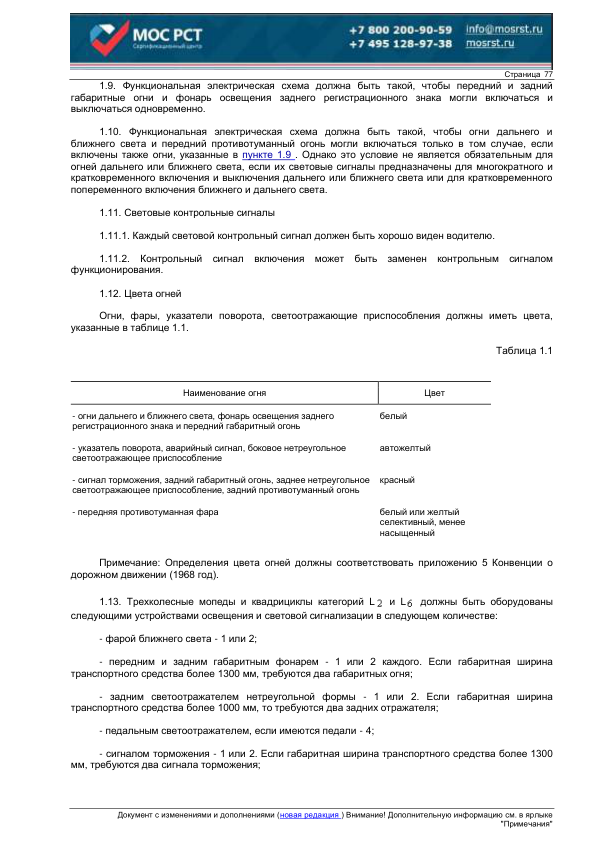 МОС РСТ
Сертификационный центр
+7 800 200-90-59 info@mosrst.ru
+7 495 128-97-38 mosrst.ru
Страница 77
1.9. Функциональная электрическая схема должна быть такой, чтобы передний и задний
габаритные огни и фонарь освещения заднего регистрационного знака могли включаться и
выключаться одновременно.
1.10. Функциональная электрическая схема должна быть такой, чтобы огни дальнего и
ближнего света и передний противотуманный огонь могли включаться только в том случае, если
включены также огни, указанные в пункте 1.9 . Однако это условие не является обязательным для
огней дальнего или ближнего света, если их световые сигналы предназначены для многократного и
кратковременного включения и выключения дальнего или ближнего света или для кратковременного
попеременного включения ближнего и дальнего света.
1.11. Световые контрольные сигналы
1.11.1. Каждый световой контрольный сигнал должен быть хорошо виден водителю.
1.11.2. Контрольный сигнал включения может быть заменен контрольным сигналом
функционирования.
1.12. Цвета огней
Огни, фары, указатели поворота, светоотражающие приспособления должны иметь цвета,
указанные в таблице 1.1.
Таблица 1.1
Наименование огня Цвет
- огни дальнего и ближнего света, фонарь освещения заднего белый
регистрационного знака и передний габаритный огонь
- указатель поворота, аварийный сигнал, боковое нетреугольное автожелтый
светоотражающее приспособление
- сигнал торможения, задний габаритный огонь, заднее нетреугольное красный
светоотражающее приспособление, задний противотуманный огонь
- передняя противотуманная фара белый или желтый
селективный, менее
насыщенный
Примечание: Определения цвета огней должны соответствовать приложению 5 Конвенции о
дорожном движении (1968 год).
1.13. Трехколесные мопеды и квадрициклы категорий L 2 и L 6 должны быть оборудованы
следующими устройствами освещения и световой сигнализации в следующем количестве:
- фарой ближнего света - 1 или 2;
- передним и задним габаритным фонарем - 1 или 2 каждого. Если габаритная ширина
транспортного средства более 1300 мм, требуются два габаритных огня;
- задним светоотражателем нетреугольной формы - 1 или 2. Если габаритная ширина
транспортного средства более 1000 мм, то требуются два задних отражателя;
- педальным светоотражателем, если имеются педали - 4;
- сигналом торможения - 1 или 2. Если габаритная ширина транспортного средства более 1300
мм, требуются два сигнала торможения;
Документ с изменениями и дополнениями (новая редакция ) Внимание! Дополнительную информацию см. в ярлыке
"Примечания"